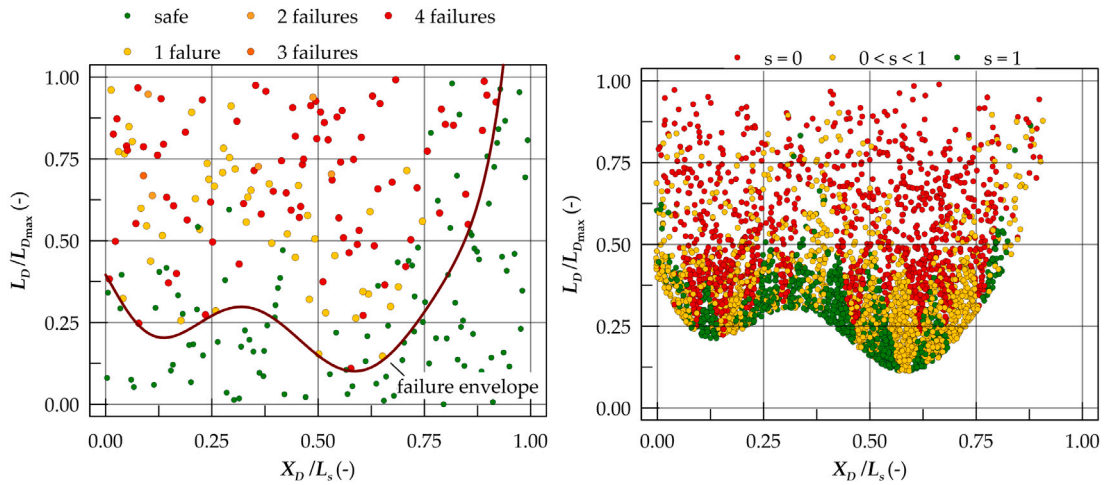 safe 2 failures 4 failures
1 falure 3 failures
1.00
0.75
0.50
0.25
0.00
L_D/L_Dmax (-)
failure envelope
0.00 0.25 0.50 0.75 1.00
X_D/L_s (-)
s = 0 0 < s < 1 s = 1
1.00
0.75
0.50
0.25
0.00
L_D/L_Dmax (-)
0.00 0.25 0.50 0.75 1.00
X_D/L_s (-)